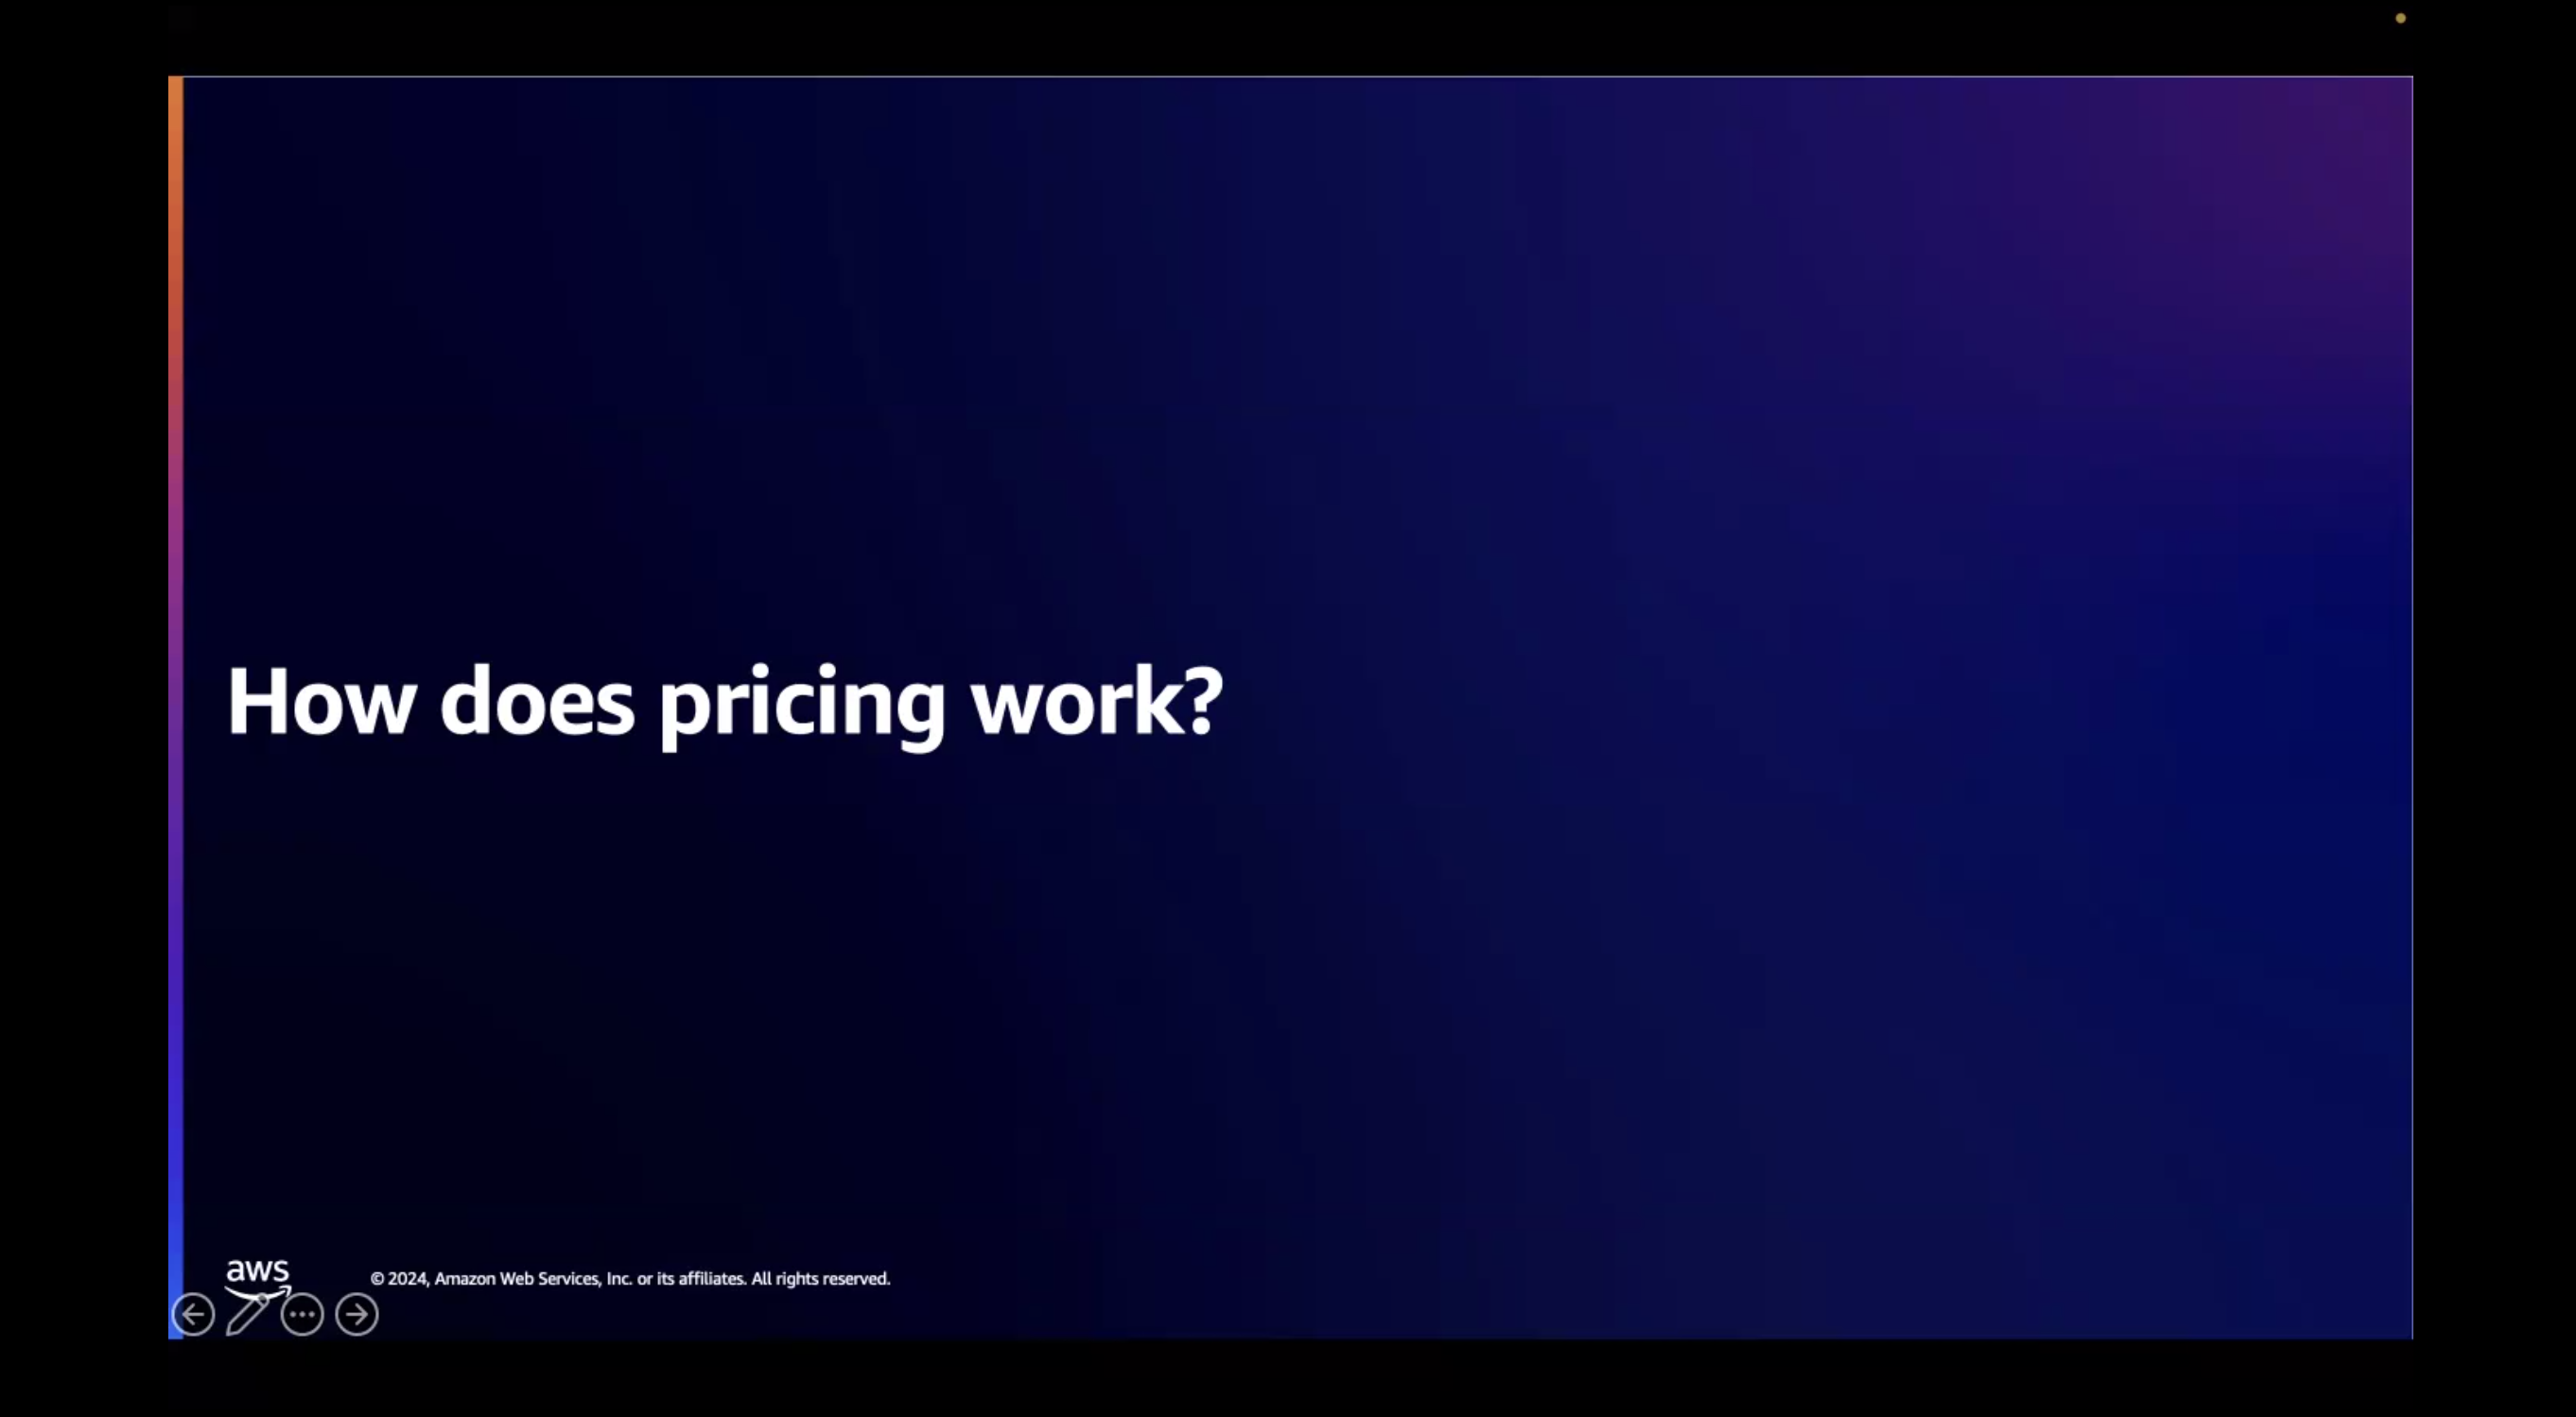 How does pricing work?
aws
© 2024, Amazon Web Services, Inc. or its affiliates. All rights reserved.